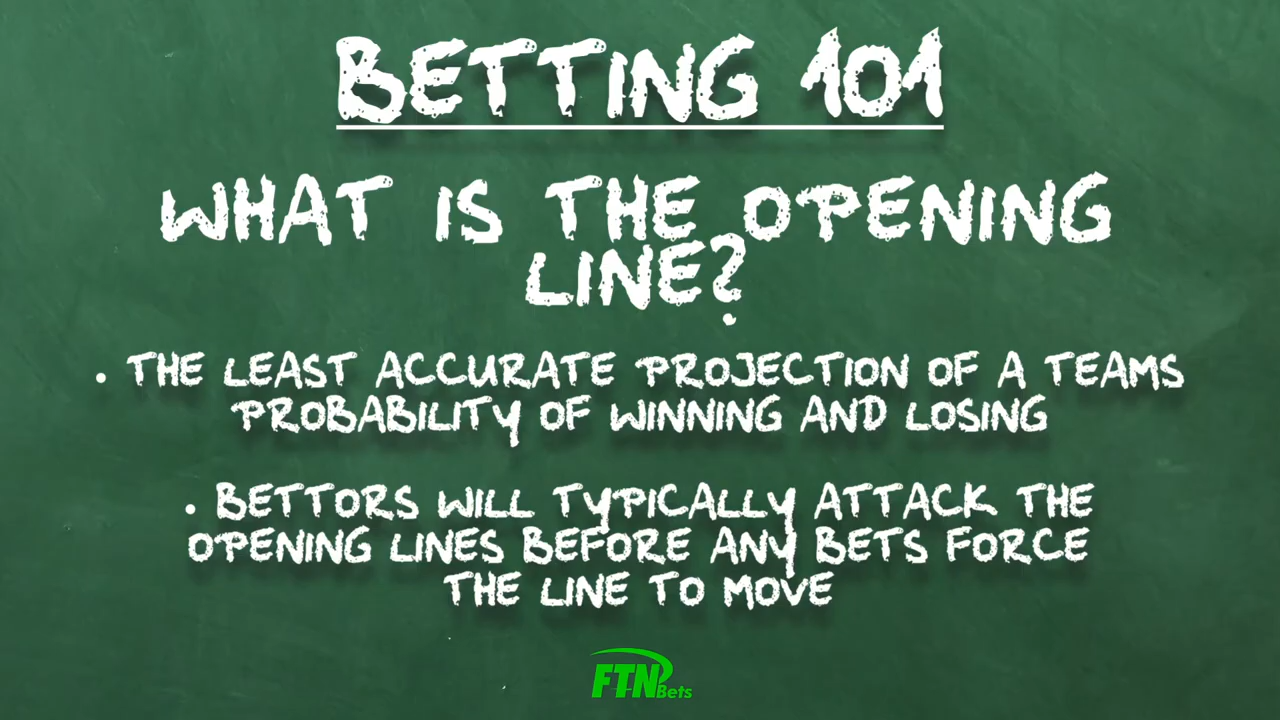 BETTING 101
WHAT IS THE OPENING
LINE?
• THE LEAST ACCURATE PROJECTION OF A TEAMS
PROBABILITY OF WINNING AND LOSING
• BETTORS WILL TYPICALLY ATTACK THE
OPENING LINES BEFORE ANY BETS FORCE
THE LINE TO MOVE
FTN Bets